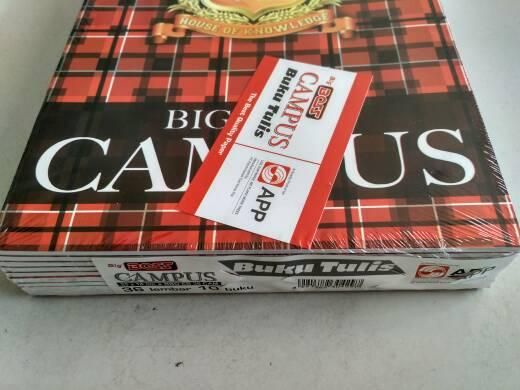 HOUSE OF KNOWLEDGE
BIG
CAMPUS
Big BOSS
CAMPUS
Buku Tulis
The Best Quality Paper
APP
Big BOSS
CAMPUS
36 lembar 10 buku
Buku Tulis
APP